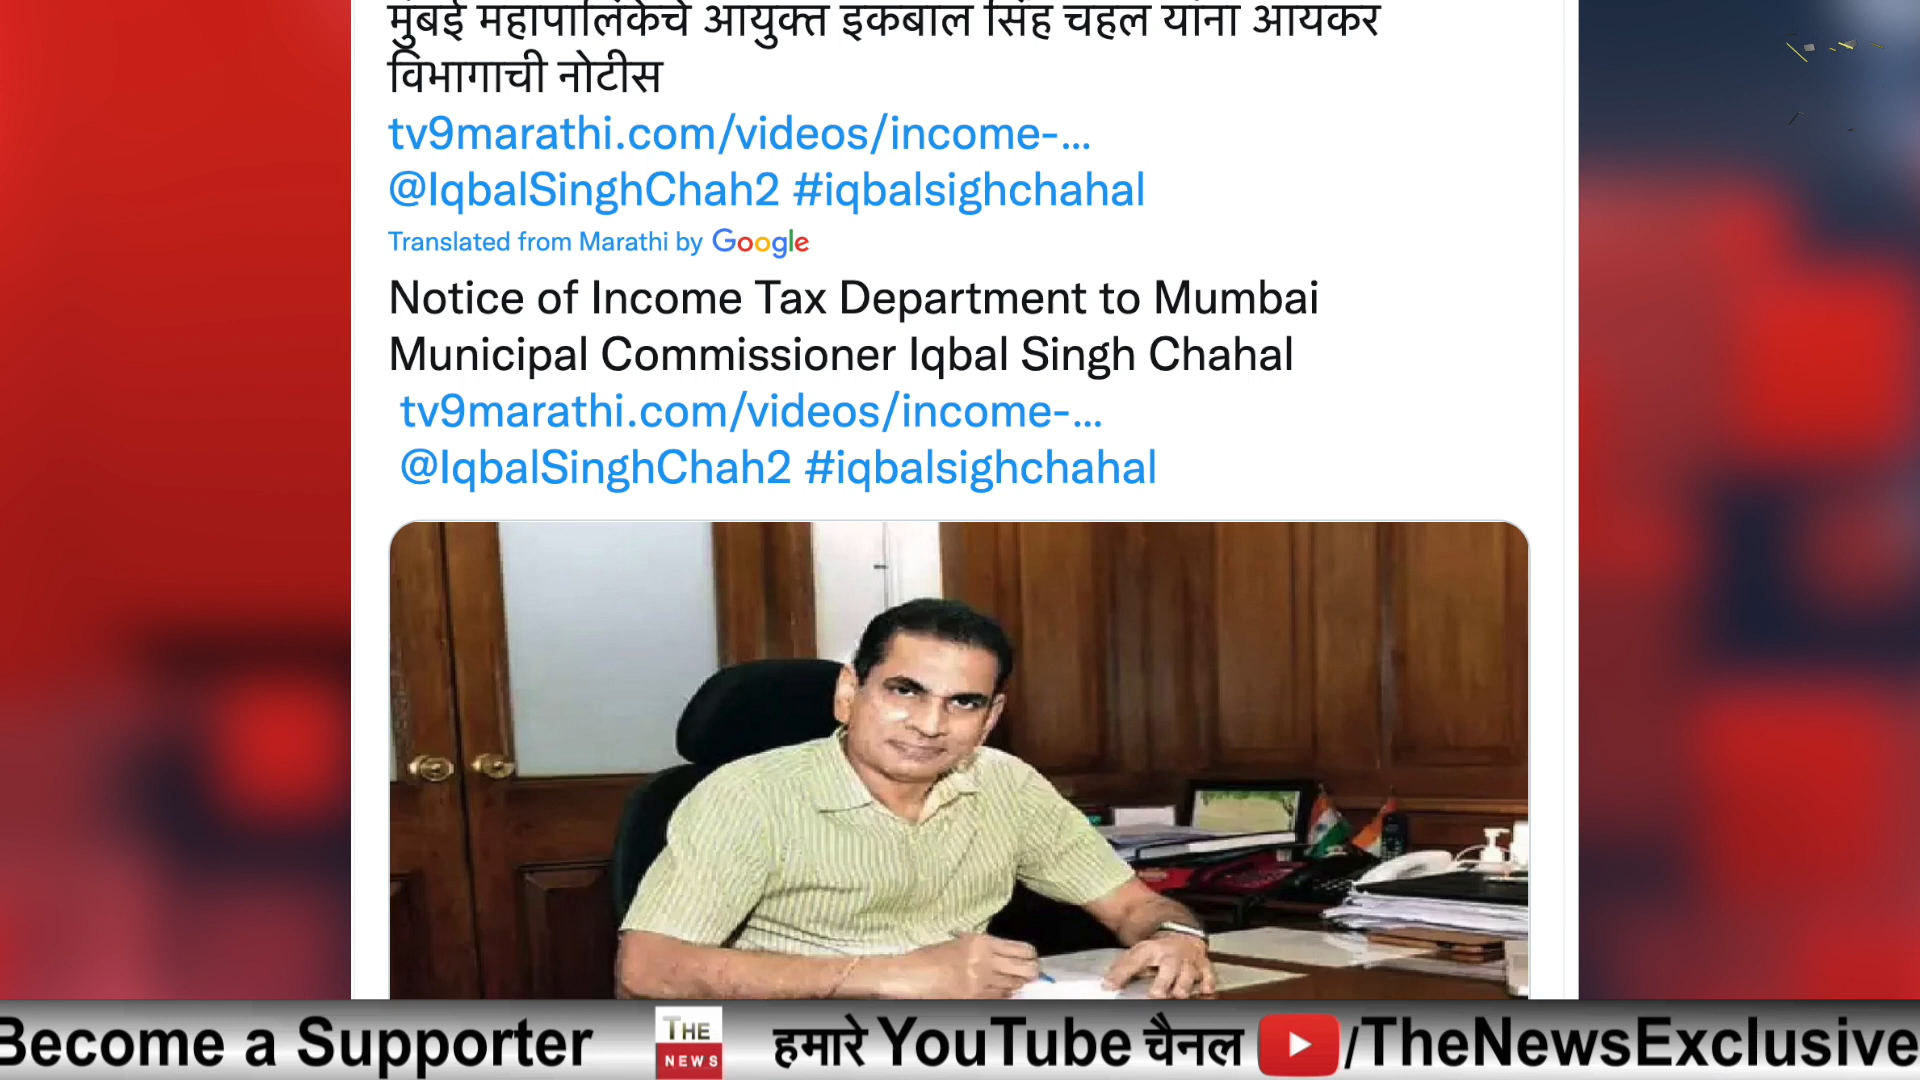 मुंबई महापालिकेचे आयुक्त इकबाल सिंह चहल यांना आयकर
विभागाची नोटीस
tv9marathi.com/videos/income-...
@IqbalSinghChah2 #iqbalsighchahal
Translated from Marathi by Google
Notice of Income Tax Department to Mumbai
Municipal Commissioner Iqbal Singh Chahal
tv9marathi.com/videos/income-...
@IqbalSinghChah2 #iqbalsighchahal
Become a Supporter THE NEWS हमारे YouTube चैनल /TheNewsExclusive